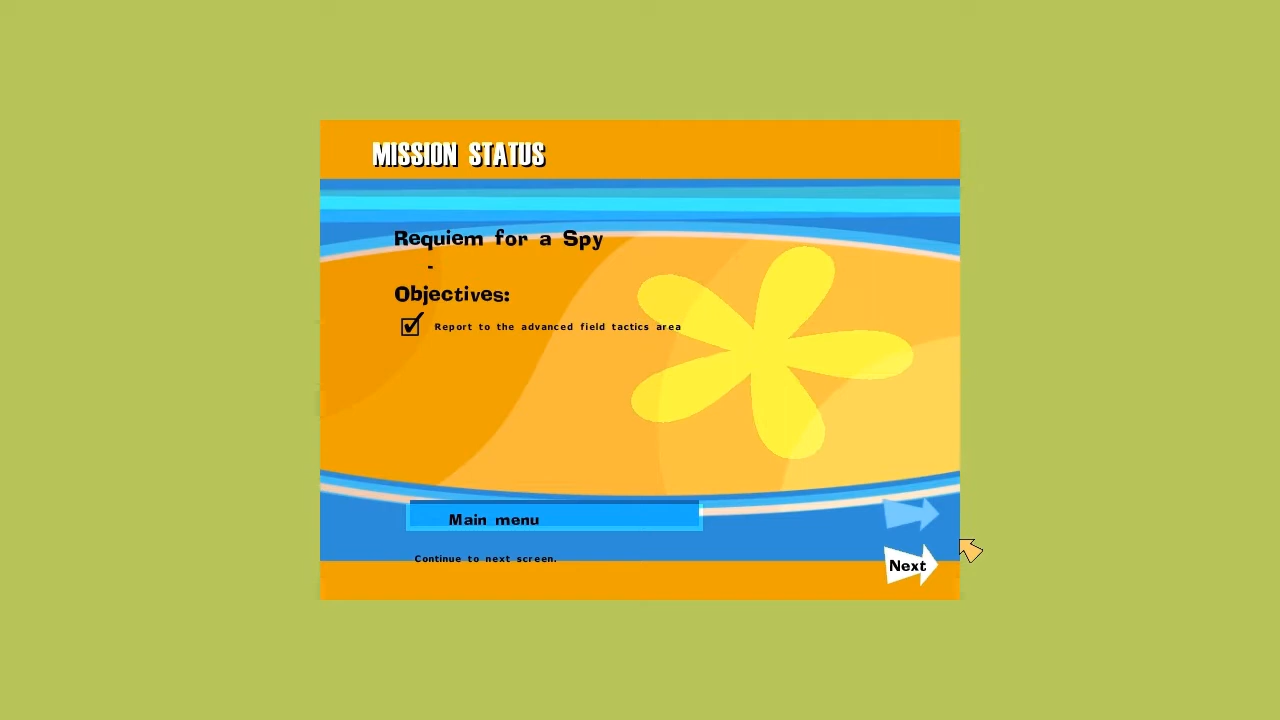 MISSION STATUS
Requiem for a Spy
-
Objectives:
Report to the advanced field tactics area
Main menu
Continue to next screen.
Next